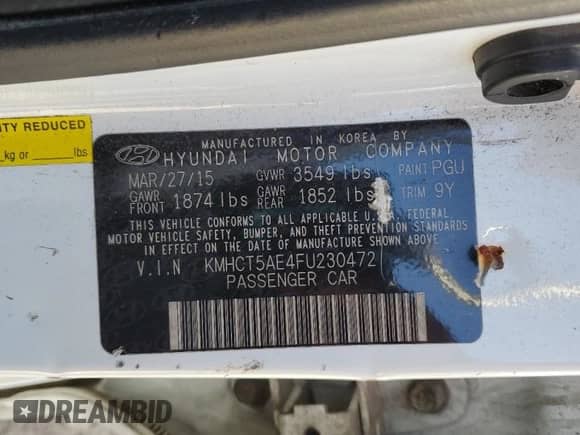 ITY REDUCED
kg or ______ lbs
MANUFACTURED IN KOREA BY
HYUNDAI MOTOR COMPANY
MAR/27/15 GVWR 3549 lbs PAINT PGU
GAWR FRONT 1874 lbs GAWR REAR 1852 lbs TRIM 9Y
THIS VEHICLE CONFORMS TO ALL APPLICABLE U.S. FEDERAL
MOTOR VEHICLE SAFETY, BUMPER, AND THEFT PREVENTION STANDARDS
IN EFFECT ON THE DATE OF MANUFACTURE SHOWN ABOVE.
V.I.N KMHCT5AE4FU230472
PASSENGER CAR
DREAMBID